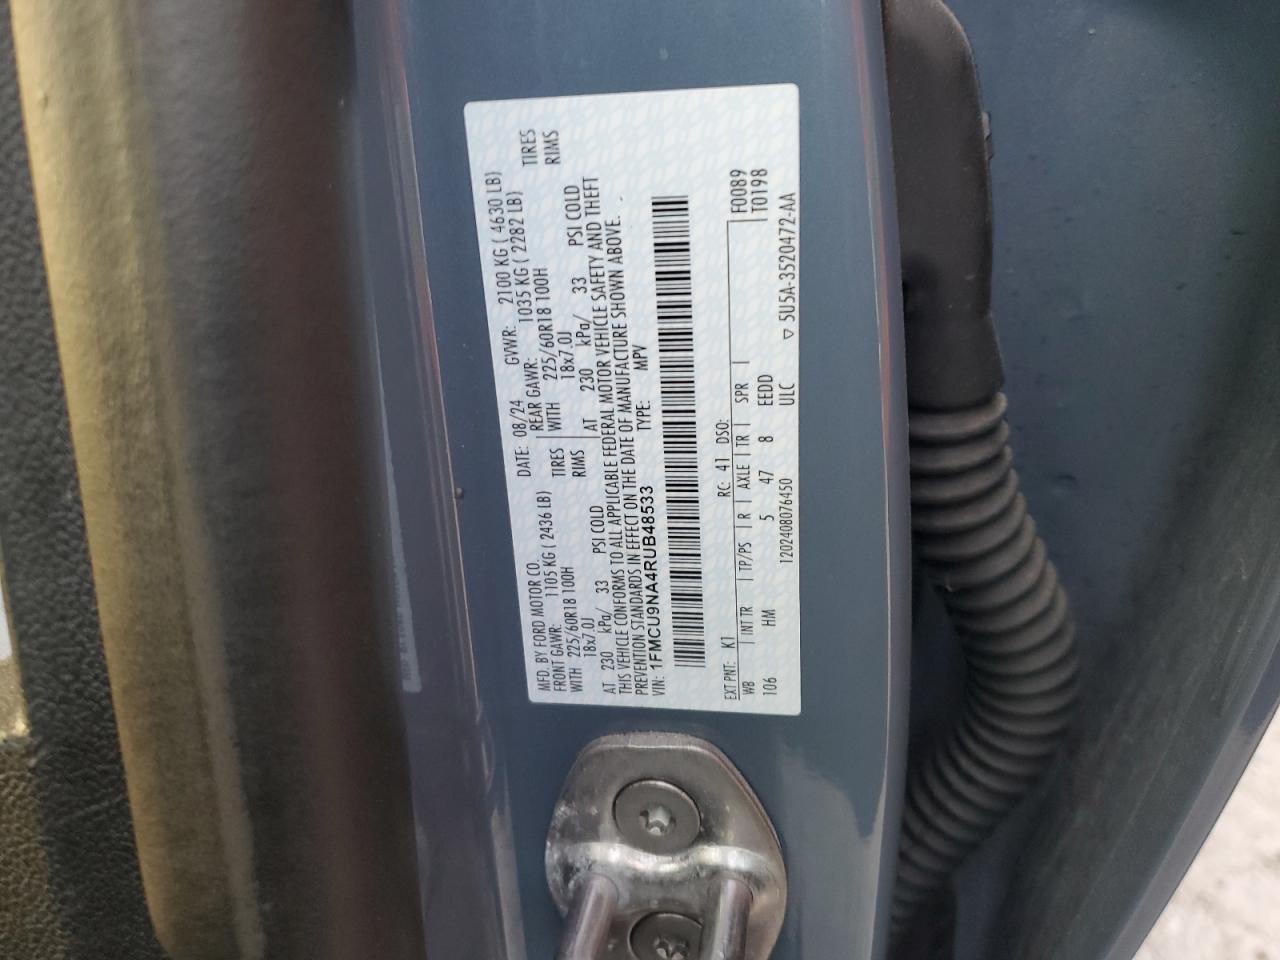 MFD. BY FORD MOTOR CO. DATE: 08/24 GVWR: 2100 KG ( 4630 LB)
FRONT GAWR: 1105 KG ( 2436 LB) REAR GAWR: 1035 KG ( 2282 LB)
WITH 225/60R18 100H TIRES WITH 225/60R18 100H TIRES
18x7.0J RIMS 18x7.0J RIMS
AT 230 kPa/ 33 PSI COLD AT 230 kPa/ 33 PSI COLD
THIS VEHICLE CONFORMS TO ALL APPLICABLE FEDERAL MOTOR VEHICLE SAFETY AND THEFT
PREVENTION STANDARDS IN EFFECT ON THE DATE OF MANUFACTURE SHOWN ABOVE.
VIN: 1FMCU9NA4RUB48533 TYPE: MPV
F0089
T0198
EXT PNT: K1 RC: 41 DSO:
WB INT TR TP/PS R AXLE TR SPR
106 HM 5 47 8 EEDD
1202408076450 ULC ▽ 5U5A-3520472-AA